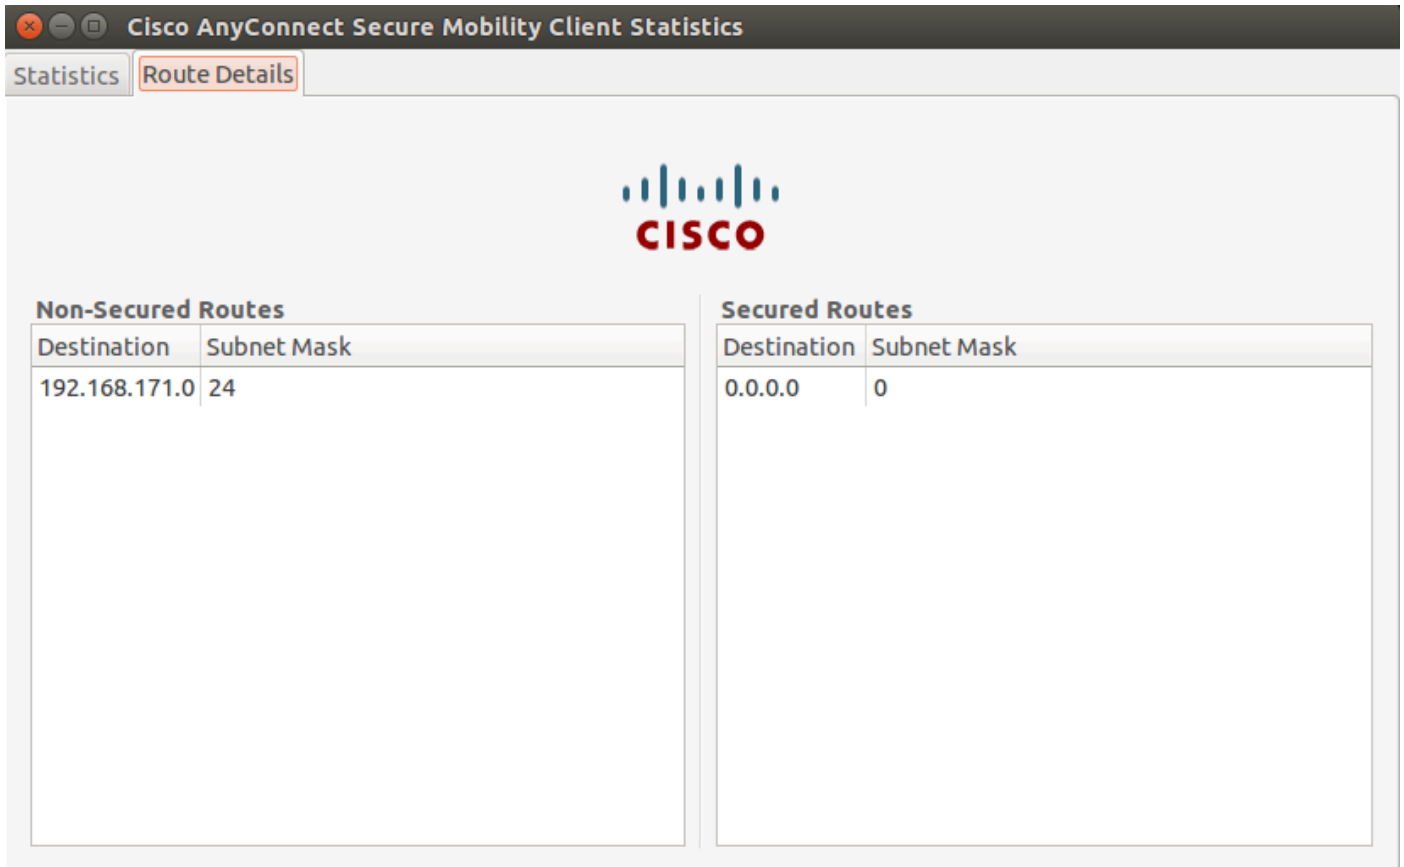 Cisco AnyConnect Secure Mobility Client Statistics
Statistics Route Details
CISCO
Non-Secured Routes
Destination Subnet Mask
192.168.171.0 24
Secured Routes
Destination Subnet Mask
0.0.0.0 0